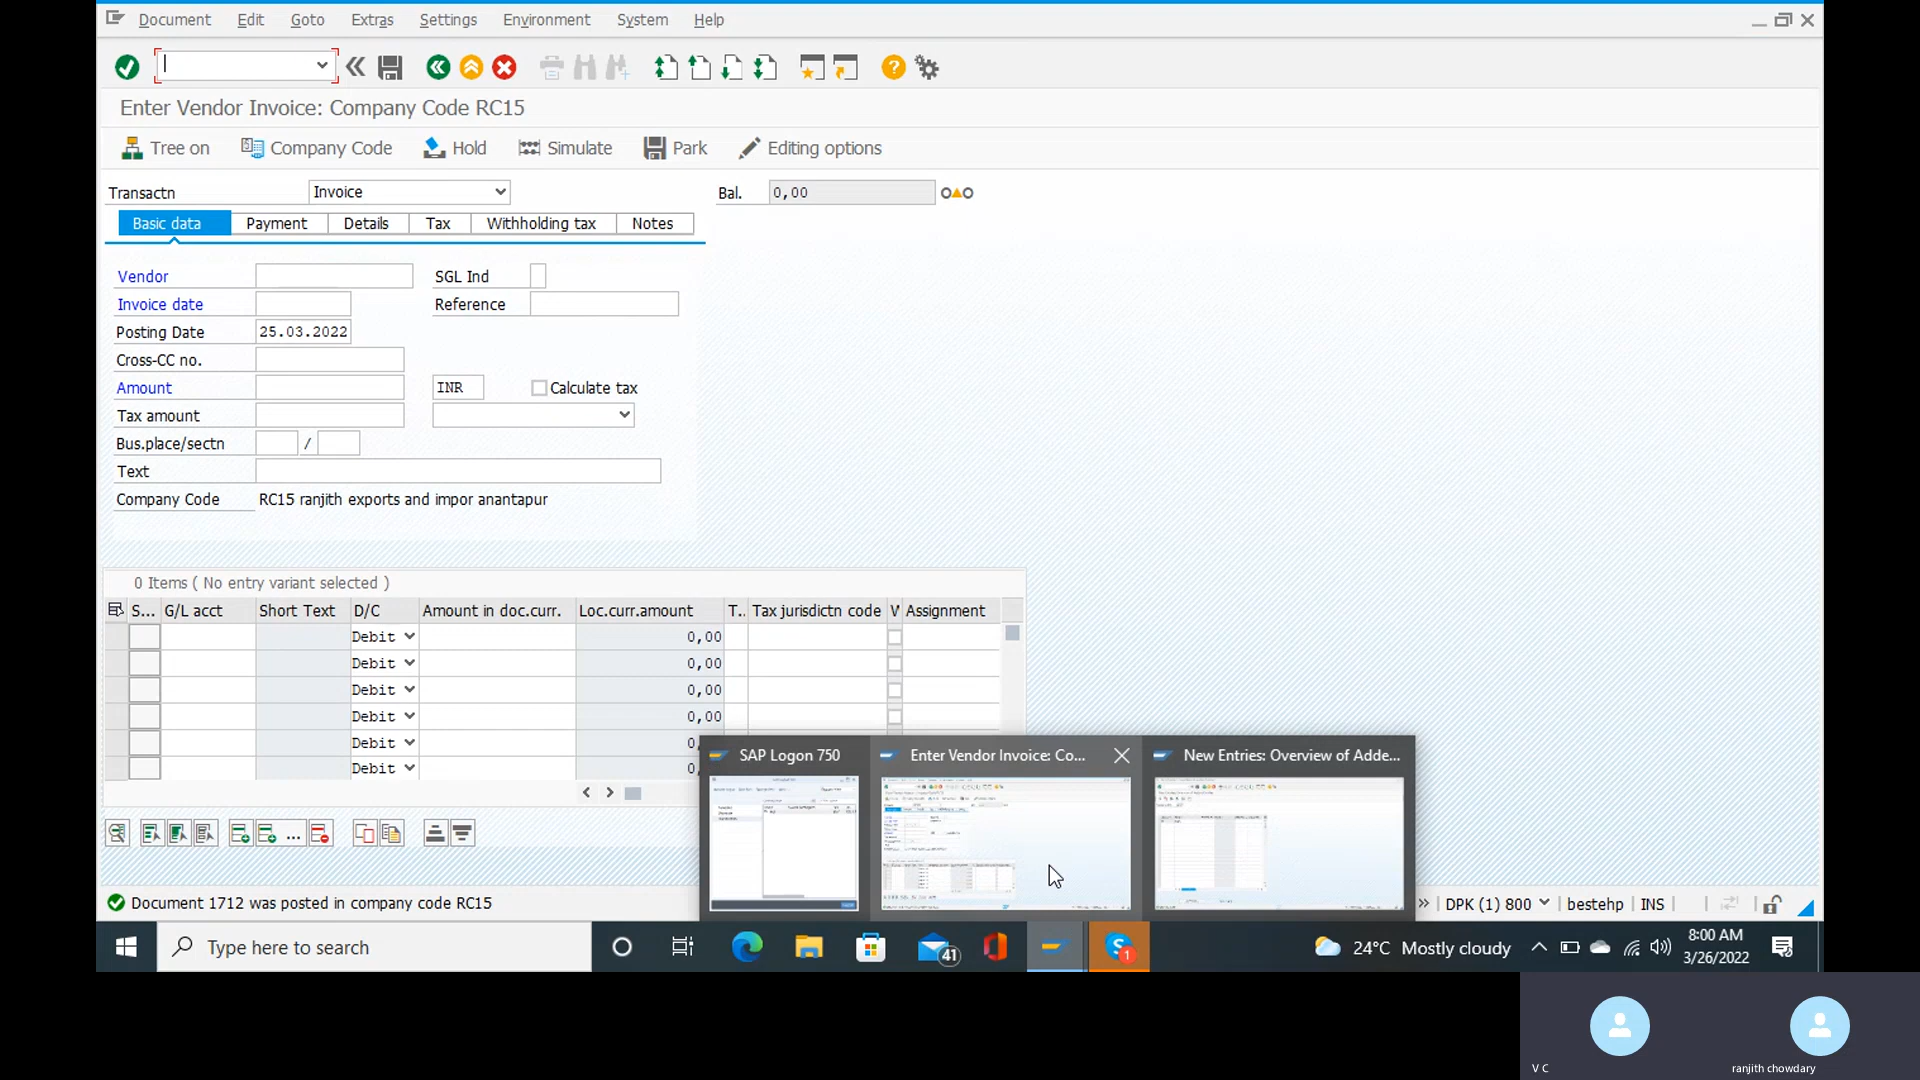 Document Edit Goto Extras Settings Environment System Help
Enter Vendor Invoice: Company Code RC15
Tree on Company Code Hold Simulate Park Editing options
Transactn Invoice Bal. 0,00
Basic data Payment Details Tax Withholding tax Notes
Vendor SGL Ind
Invoice date Reference
Posting Date 25.03.2022
Cross-CC no.
Amount INR Calculate tax
Tax amount
Bus.place/sectn /
Text
Company Code RC15 ranjith exports and impor anantapur
0 Items ( No entry variant selected )
S... G/L acct Short Text D/C Amount in doc.curr. Loc.curr.amount T.. Tax jurisdictn code V Assignment
Debit 0,00
Debit 0,00
Debit 0,00
Debit 0,00
Debit 0,
Debit 0,
SAP Logon 750 Enter Vendor Invoice: Co... New Entries: Overview of Adde...
Document 1712 was posted in company code RC15 DPK (1) 800 bestehp INS
Type here to search 41 1 24°C Mostly cloudy 8:00 AM
3/26/2022
V C ranjith chowdary